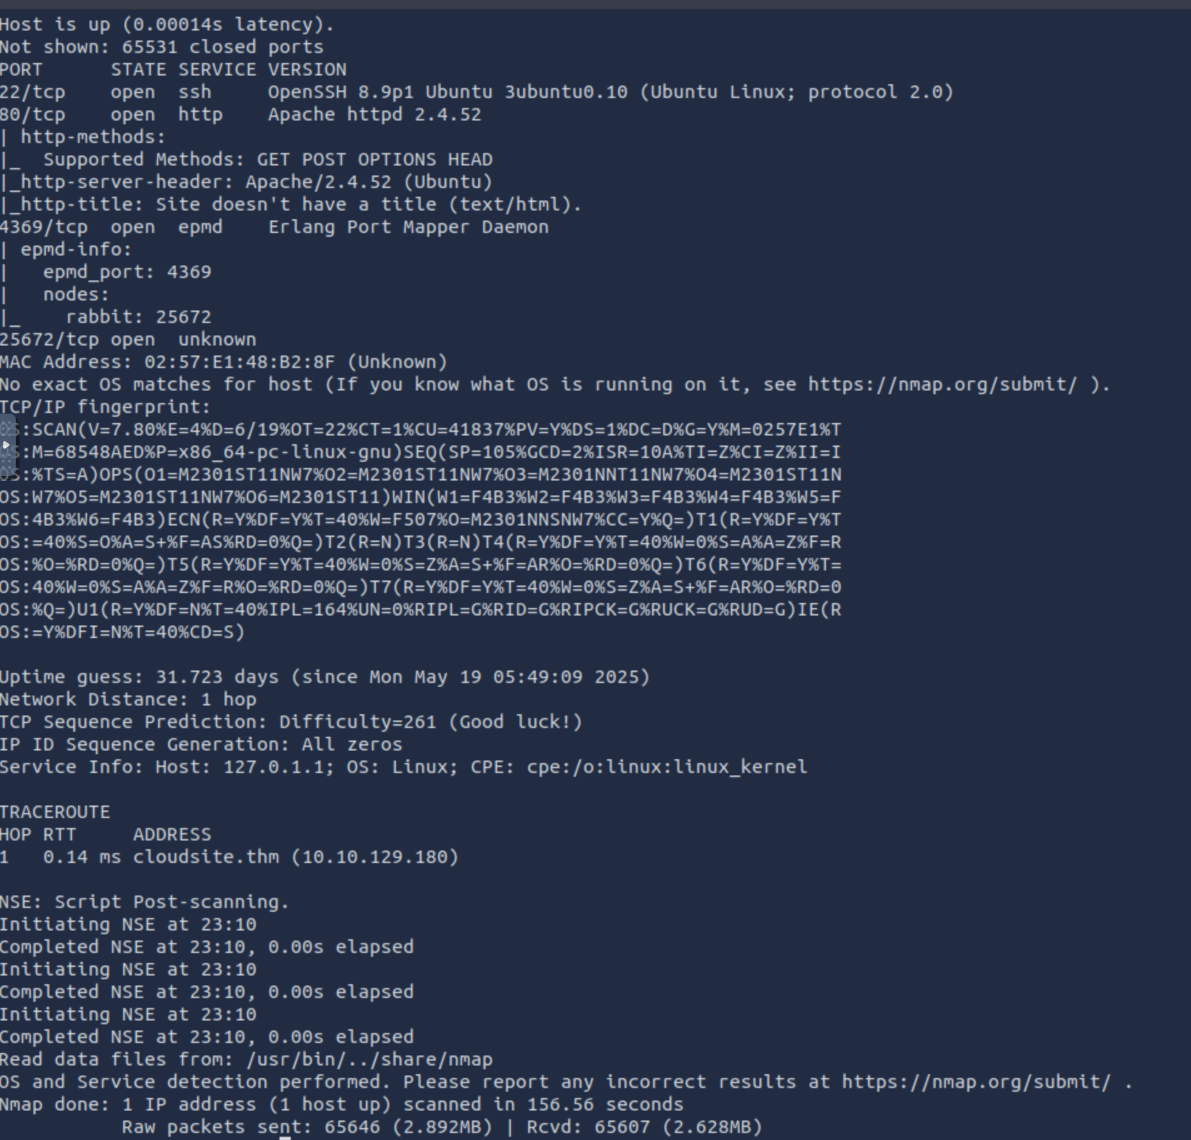 Host is up (0.00014s latency).
Not shown: 65531 closed ports
PORT      STATE SERVICE VERSION
22/tcp    open  ssh     OpenSSH 8.9p1 Ubuntu 3ubuntu0.10 (Ubuntu Linux; protocol 2.0)
80/tcp    open  http    Apache httpd 2.4.52
| http-methods:
|_  Supported Methods: GET POST OPTIONS HEAD
|_http-server-header: Apache/2.4.52 (Ubuntu)
|_http-title: Site doesn't have a title (text/html).
4369/tcp  open  epmd    Erlang Port Mapper Daemon
| epmd-info:
|   epmd_port: 4369
|   nodes:
|_    rabbit: 25672
25672/tcp open  unknown
MAC Address: 02:57:E1:48:B2:8F (Unknown)
No exact OS matches for host (If you know what OS is running on it, see https://nmap.org/submit/ ).
TCP/IP fingerprint:
:SCAN(V=7.80%E=4%D=6/19%OT=22%CT=1%CU=41837%PV=Y%DS=1%DC=D%G=Y%M=0257E1%T
:M=68548AED%P=x86_64-pc-linux-gnu)SEQ(SP=105%GCD=2%ISR=10A%TI=Z%CI=Z%II=I
:%TS=A)OPS(O1=M2301ST11NW7%O2=M2301ST11NW7%O3=M2301NNT11NW7%O4=M2301ST11N
OS:W7%O5=M2301ST11NW7%O6=M2301ST11)WIN(W1=F4B3%W2=F4B3%W3=F4B3%W4=F4B3%W5=F
OS:4B3%W6=F4B3)ECN(R=Y%DF=Y%T=40%W=F507%O=M2301NNSNW7%CC=Y%Q=)T1(R=Y%DF=Y%T
OS:=40%S=O%A=S+%F=AS%RD=0%Q=)T2(R=N)T3(R=N)T4(R=Y%DF=Y%T=40%W=0%S=A%A=Z%F=R
OS:%O=%RD=0%Q=)T5(R=Y%DF=Y%T=40%W=0%S=Z%A=S+%F=AR%O=%RD=0%Q=)T6(R=Y%DF=Y%T=
OS:40%W=0%S=A%A=Z%F=R%O=%RD=0%Q=)T7(R=Y%DF=Y%T=40%W=0%S=Z%A=S+%F=AR%O=%RD=0
OS:%Q=)U1(R=Y%DF=N%T=40%IPL=164%UN=0%RIPL=G%RID=G%RIPCK=G%RUCK=G%RUD=G)IE(R
OS:=Y%DFI=N%T=40%CD=S)
Uptime guess: 31.723 days (since Mon May 19 05:49:09 2025)
Network Distance: 1 hop
TCP Sequence Prediction: Difficulty=261 (Good luck!)
IP ID Sequence Generation: All zeros
Service Info: Host: 127.0.1.1; OS: Linux; CPE: cpe:/o:linux:linux_kernel
TRACEROUTE
HOP RTT     ADDRESS
1   0.14 ms cloudsite.thm (10.10.129.180)
NSE: Script Post-scanning.
Initiating NSE at 23:10
Completed NSE at 23:10, 0.00s elapsed
Initiating NSE at 23:10
Completed NSE at 23:10, 0.00s elapsed
Initiating NSE at 23:10
Completed NSE at 23:10, 0.00s elapsed
Read data files from: /usr/bin/../share/nmap
OS and Service detection performed. Please report any incorrect results at https://nmap.org/submit/ .
Nmap done: 1 IP address (1 host up) scanned in 156.56 seconds
           Raw packets sent: 65646 (2.892MB) | Rcvd: 65607 (2.628MB)